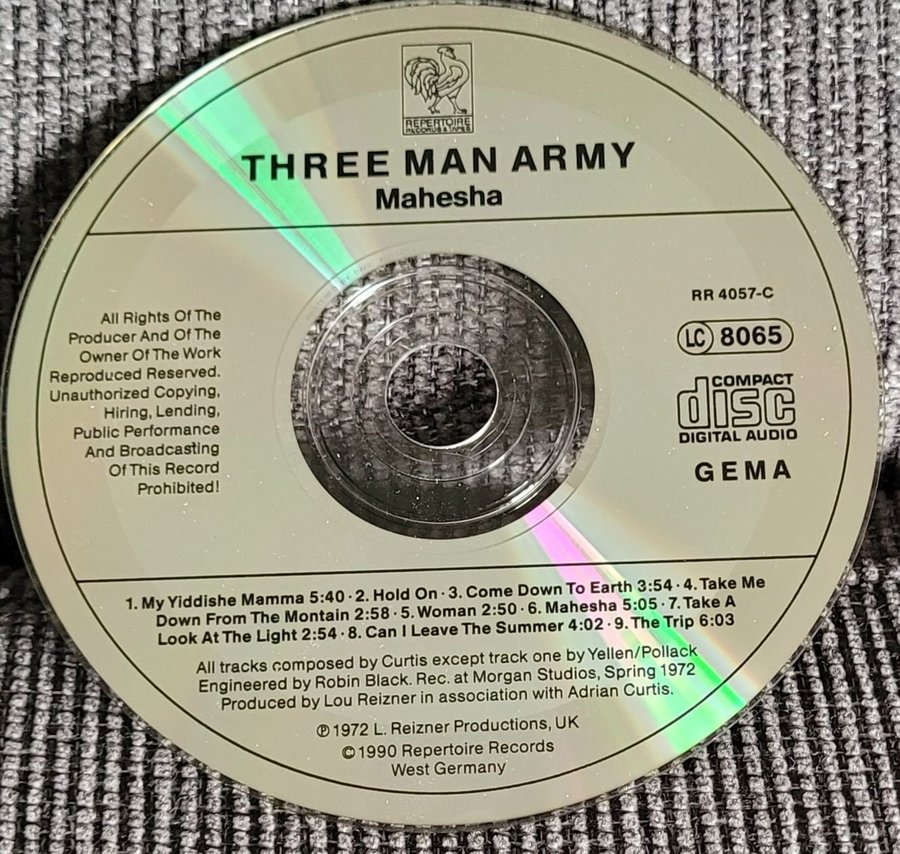 REPERTOIRE
RECORDS & TAPES
THREE MAN ARMY
Mahesha
All Rights Of The
Producer And Of The
Owner Of The Work
Reproduced Reserved.
Unauthorized Copying,
Hiring, Lending,
Public Performance
And Broadcasting
Of This Record
Prohibited!
RR 4057-C
LC 8065
COMPACT
disc
DIGITAL AUDIO
GEMA
1. My Yiddishe Mamma 5:40 · 2. Hold On · 3. Come Down To Earth 3:54 · 4. Take Me
Down From The Montain 2:58 · 5. Woman 2:50 · 6. Mahesha 5:05 · 7. Take A
Look At The Light 2:54 · 8. Can I Leave The Summer 4:02 · 9. The Trip 6:03
All tracks composed by Curtis except track one by Yellen/Pollack
Engineered by Robin Black. Rec. at Morgan Studios, Spring 1972
Produced by Lou Reizner in association with Adrian Curtis.
℗ 1972 L. Reizner Productions, UK
© 1990 Repertoire Records
West Germany